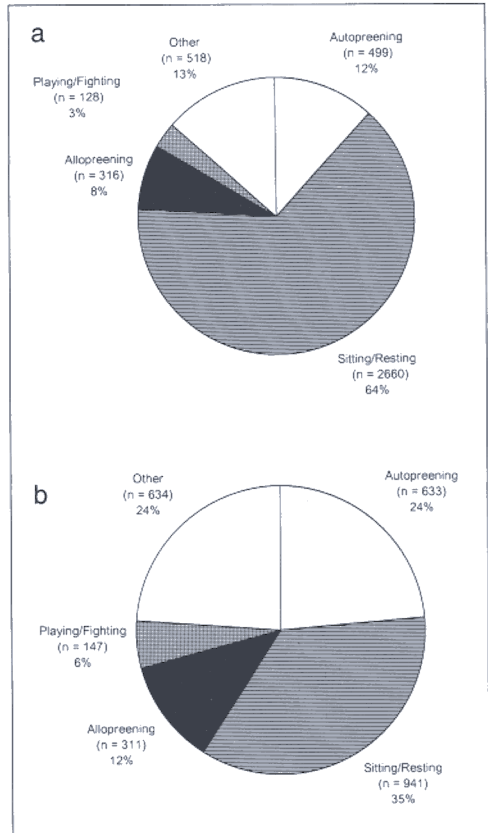 a
Other
(n = 518)
13%
Autopreening
(n = 499)
12%
Playing/Fighting
(n = 128)
3%
Allopreening
(n = 316)
8%
Sitting/Resting
(n = 2660)
64%
b
Other
(n = 634)
24%
Autopreening
(n = 633)
24%
Playing/Fighting
(n = 147)
6%
Allopreening
(n = 311)
12%
Sitting/Resting
(n = 941)
35%